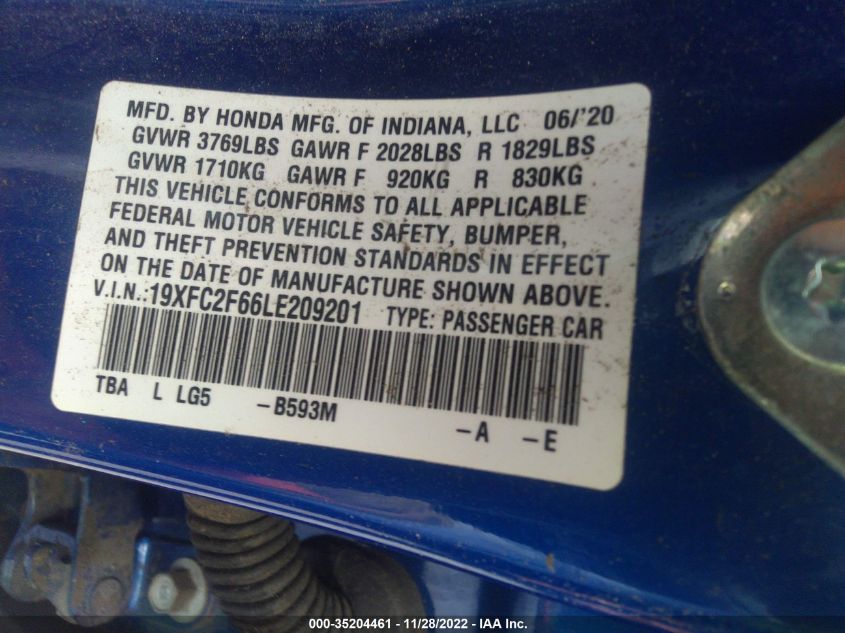 MFD. BY HONDA MFG. OF INDIANA, LLC 06/'20
GVWR 3769LBS GAWR F 2028LBS R 1829LBS
GVWR 1710KG GAWR F 920KG R 830KG
THIS VEHICLE CONFORMS TO ALL APPLICABLE
FEDERAL MOTOR VEHICLE SAFETY, BUMPER,
AND THEFT PREVENTION STANDARDS IN EFFECT
ON THE DATE OF MANUFACTURE SHOWN ABOVE.
V.I.N.:19XFC2F66LE209201 TYPE: PASSENGER CAR
TBA L LG5 -B593M -A -E
000-35204461 - 11/28/2022 - IAA Inc.